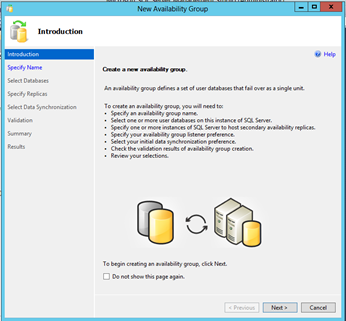 New Availability Group
Introduction
Introduction
Specify Name
Select Databases
Specify Replicas
Select Data Synchronization
Validation
Summary
Results
Help
Create a new availability group.
An availability group defines a set of user databases that fail over as a single unit.
To create an availability group, you will need to:
• Specify an availability group name.
• Select one or more user databases on this instance of SQL Server.
• Specify one or more instances of SQL Server to host secondary availability replicas.
• Specify your availability group listener preference.
• Select your initial data synchronization preference.
• Check the validation results of availability group creation.
• Review your selections.
To begin creating an availability group, click Next.
Do not show this page again.
< Previous
Next >
Cancel